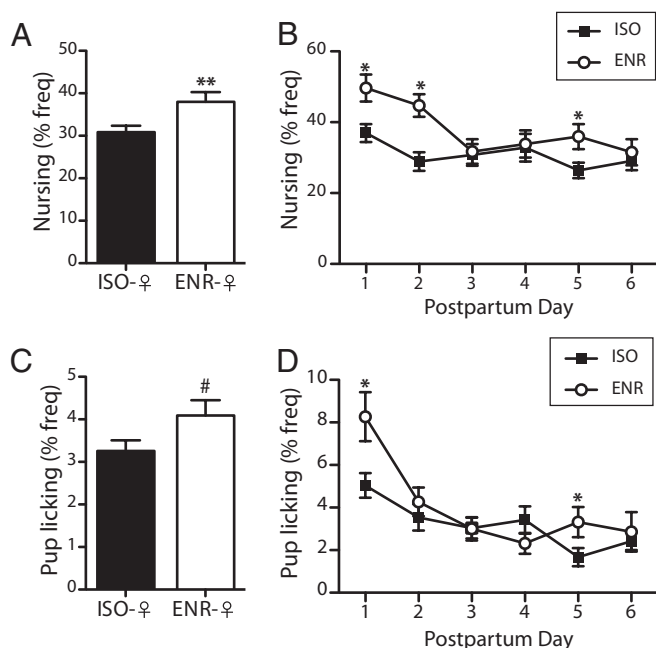 A
Nursing (% freq)
50
40
30
20
10
0
**
ISO-♀
ENR-♀
B
ISO
ENR
Nursing (% freq)
60
40
20
0
*
*
*
1 2 3 4 5 6
Postpartum Day
C
Pup licking (% freq)
5
4
3
2
1
0
#
ISO-♀
ENR-♀
D
ISO
ENR
Pup licking (% freq)
10
8
6
4
2
0
*
*
1 2 3 4 5 6
Postpartum Day